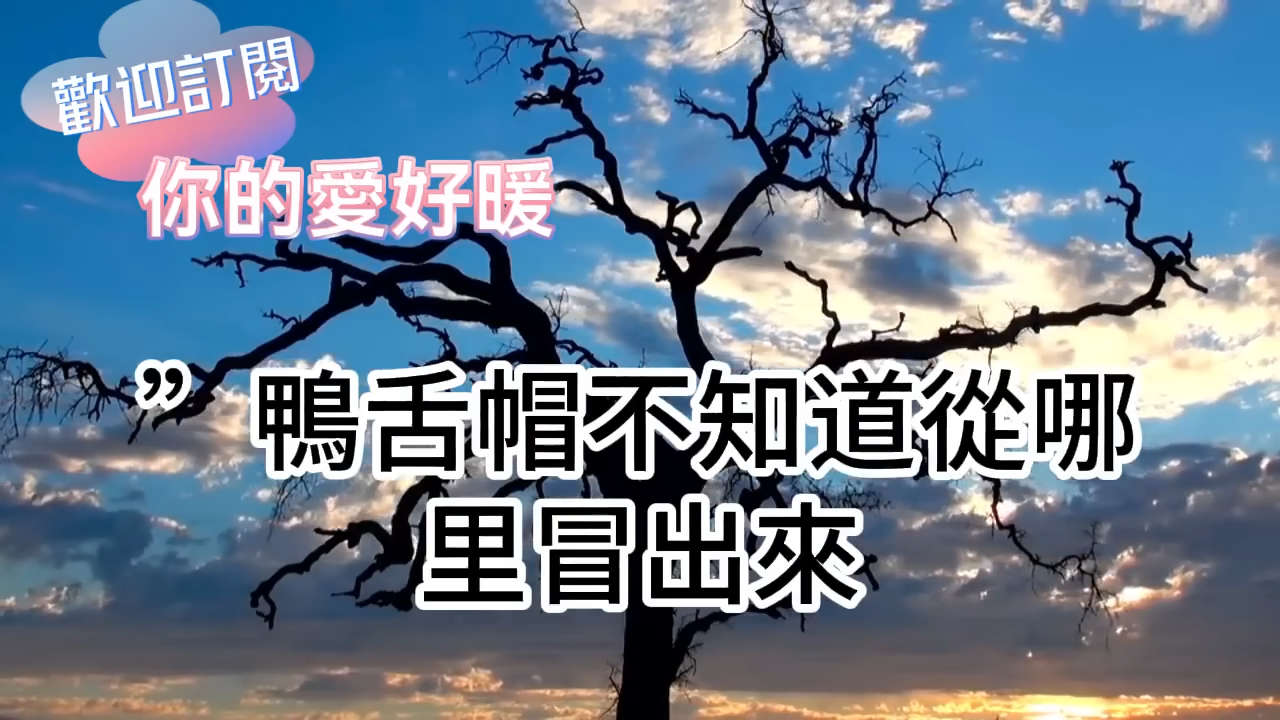 歡迎訂閱
你的愛好暖
” 鴨舌帽不知道從哪
里冒出來